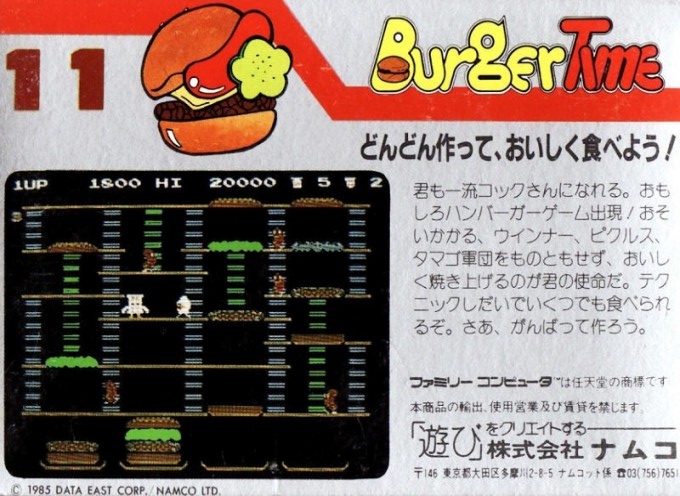 11
BurgerTime
どんどん作って、おいしく食べよう!
1UP 1800 HI 20000 5 2
君も一流コックさんになれる。おも
しろハンバーガーゲーム出現!おそ
いかかる、ウインナー、ピクルス、
タマゴ軍団をものともせず、おいし
く焼き上げるのが君の使命だ。テク
ニックしだいでいくつでも食べられ
るぞ。さあ、がんばって作ろう。
ファミリー コンピュータ™は任天堂の商標です
本商品の輸出、使用営業及び賃貸を禁じます。
「遊び」をクリエイトする
株式会社 ナムコ
〒146 東京都大田区多摩川2-8-5 ナムコット係 ☎03(756)7651
© 1985 DATA EAST CORP./NAMCO LTD.